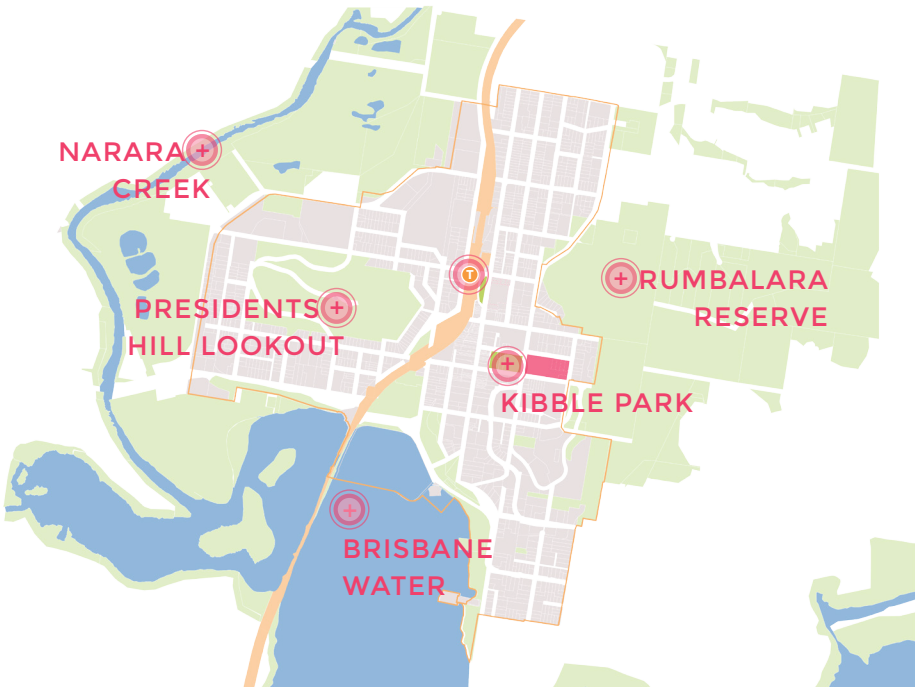 NARARA
CREEK
T
PRESIDENTS
HILL LOOKOUT
RUMBALARA
RESERVE
KIBBLE PARK
BRISBANE
WATER